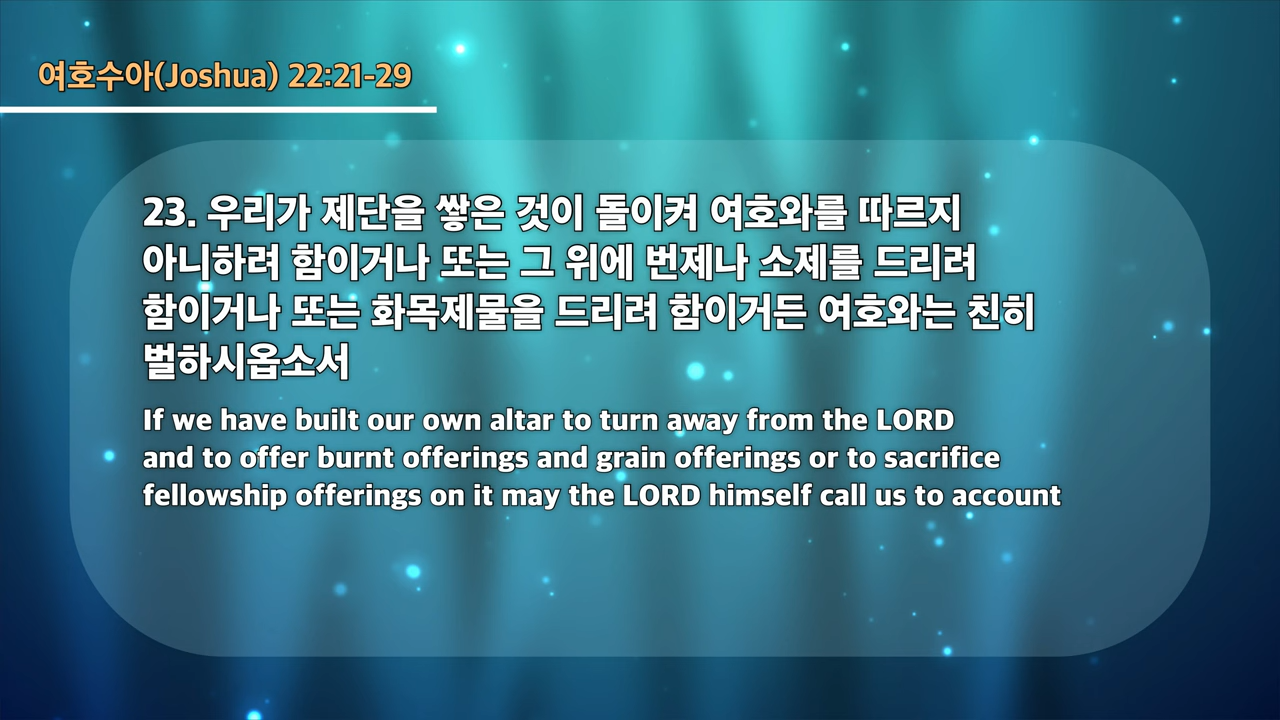 여호수아(Joshua) 22:21-29
23. 우리가 제단을 쌓은 것이 돌이켜 여호와를 따르지
아니하려 함이거나 또는 그 위에 번제나 소제를 드리려
함이거나 또는 화목제물을 드리려 함이거든 여호와는 친히
벌하시옵소서
If we have built our own altar to turn away from the LORD
and to offer burnt offerings and grain offerings or to sacrifice
fellowship offerings on it may the LORD himself call us to account